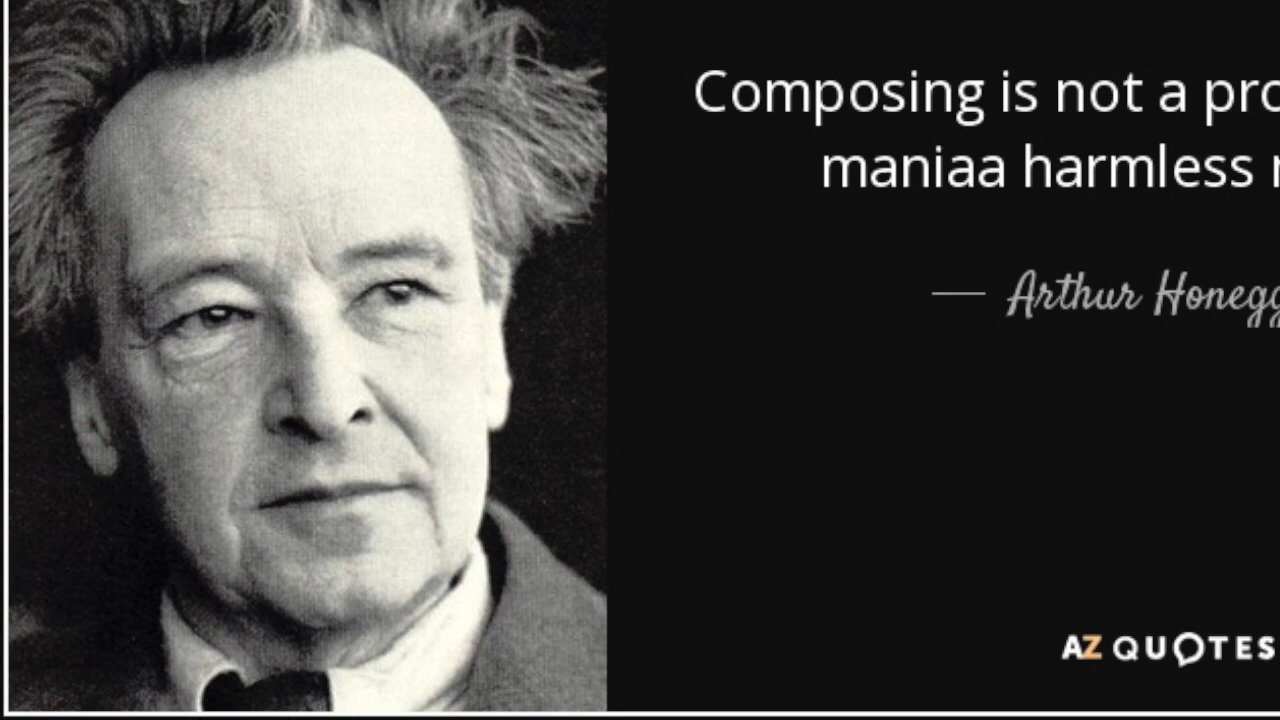 Composing is not a pro
maniaa harmless
— Arthur Honegg
AZ QUOTES